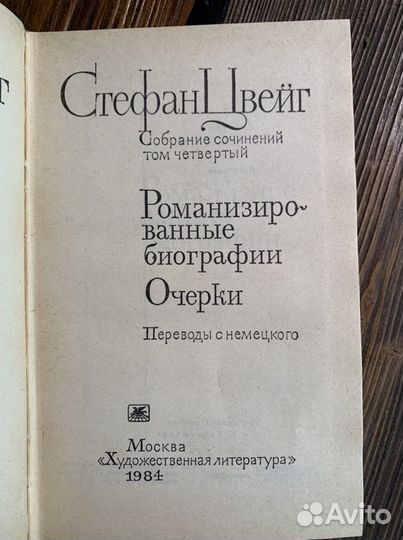 Т
Стефан Цвейг
Собрание сочинений
том четвертый
Романизиро-
ванные
биографии
Очерки
Переводы с немецкого
Москва
«Художественная литература»
1984
Avito